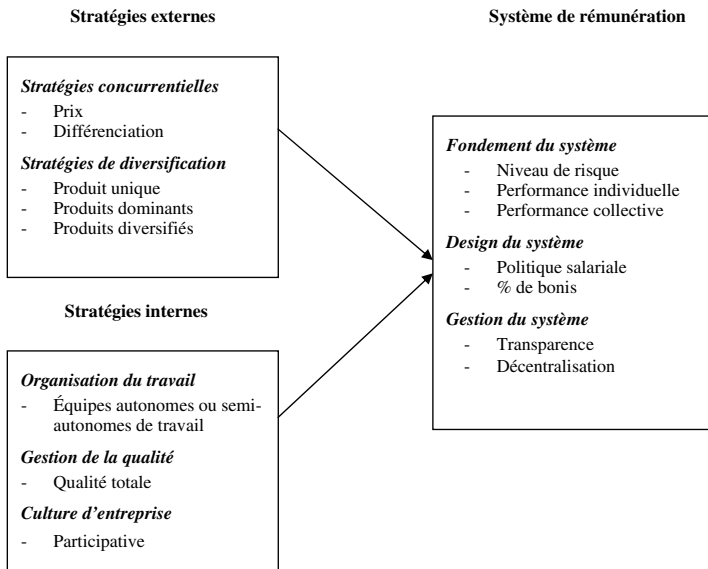 Stratégies externes
Stratégies concurrentielles
- Prix
- Différenciation
Stratégies de diversification
- Produit unique
- Produits dominants
- Produits diversifiés
Stratégies internes
Organisation du travail
- Équipes autonomes ou semi-
autonomes de travail
Gestion de la qualité
- Qualité totale
Culture d'entreprise
- Participative
Système de rémunération
Fondement du système
- Niveau de risque
- Performance individuelle
- Performance collective
Design du système
- Politique salariale
- % de bonis
Gestion du système
- Transparence
- Décentralisation